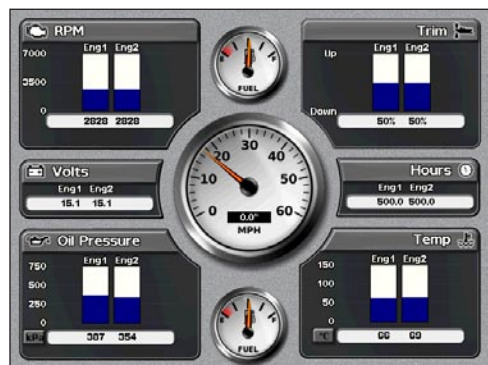 RPM
Eng1 Eng2
7000
3500
0
2828 2828
FUEL
Trim
Eng1 Eng2
Up
Down
50% 50%
Volts
Eng1 Eng2
15.1 15.1
0 10 20 30 40 50 60
0.0
MPH
Hours
Eng1 Eng2
500.0 500.0
Oil Pressure
Eng1 Eng2
750
500
250
0
kPa 387 354
FUEL
Temp
Eng1 Eng2
150
100
50
0
°C 66 69